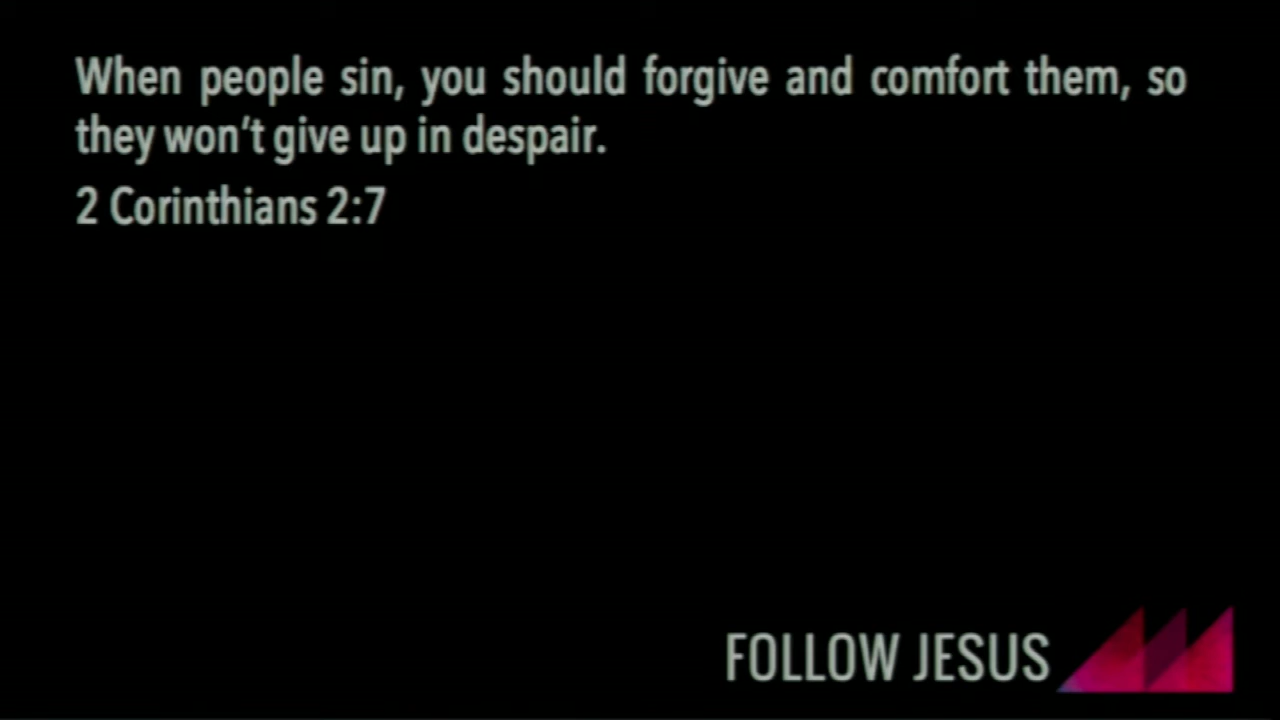 When people sin, you should forgive and comfort them, so
they won't give up in despair.
2 Corinthians 2:7
FOLLOW JESUS